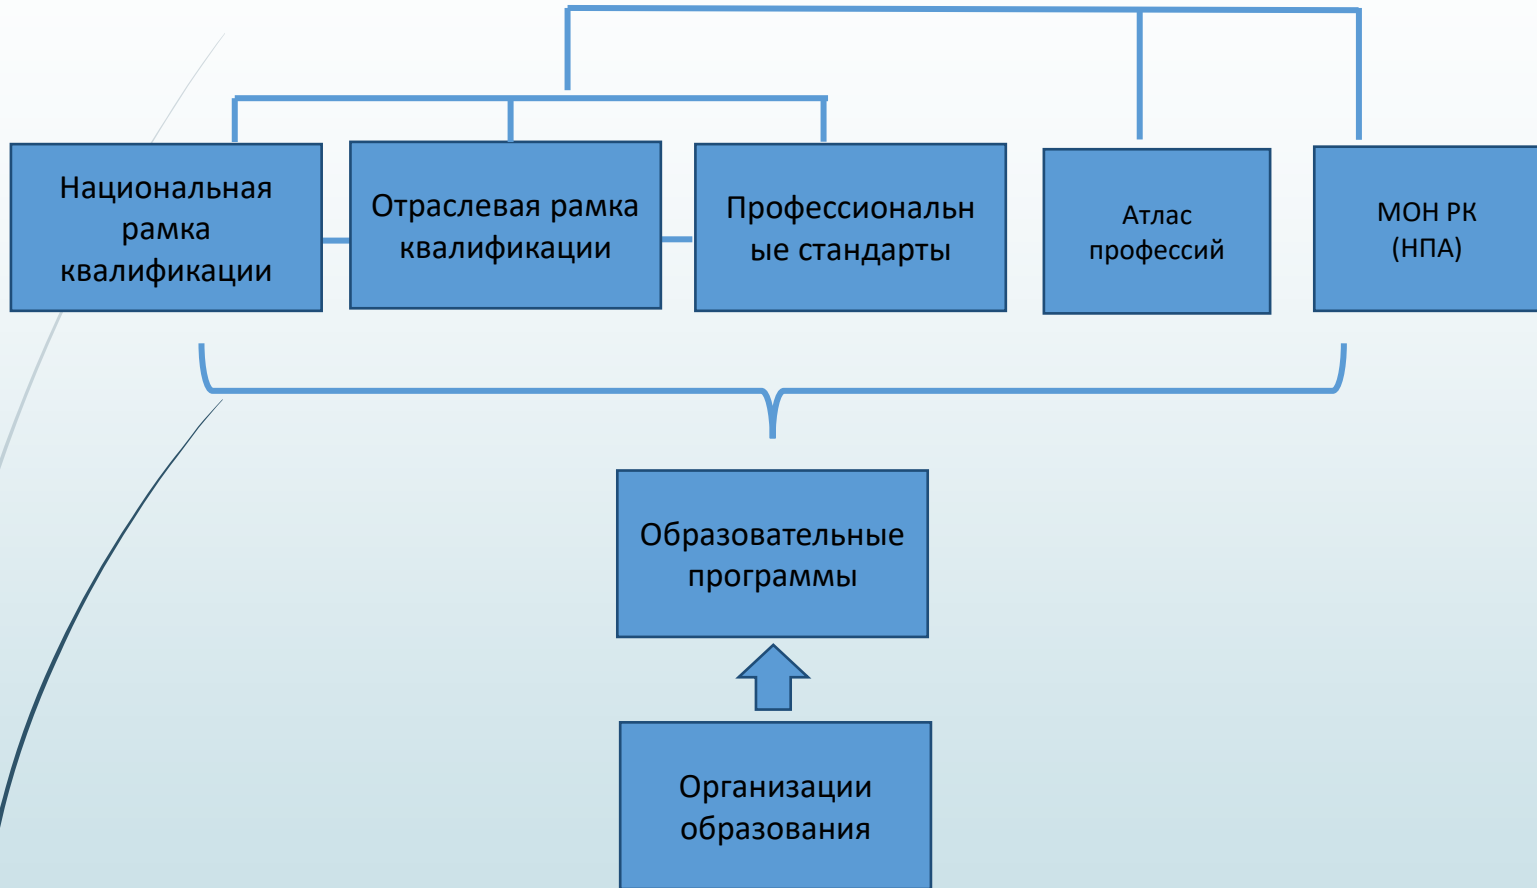 Национальная
рамка
квалификации
Отраслевая рамка
квалификации
Профессиональн
ые стандарты
Атлас
профессий
МОН РК
(НПА)
Образовательные
программы
Организации
образования